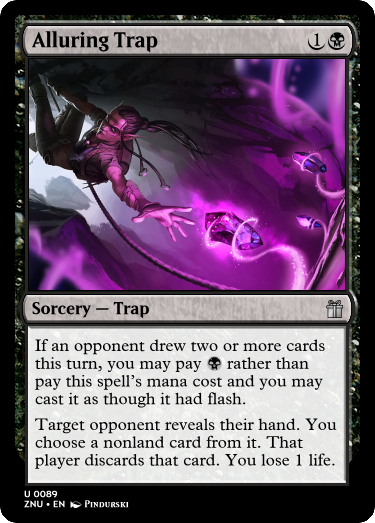 Alluring Trap 1
Sorcery — Trap
If an opponent drew two or more cards
this turn, you may pay rather than
pay this spell's mana cost and you may
cast it as though it had flash.
Target opponent reveals their hand. You
choose a nonland card from it. That
player discards that card. You lose 1 life.
U 0089
ZNU • EN Pindurski